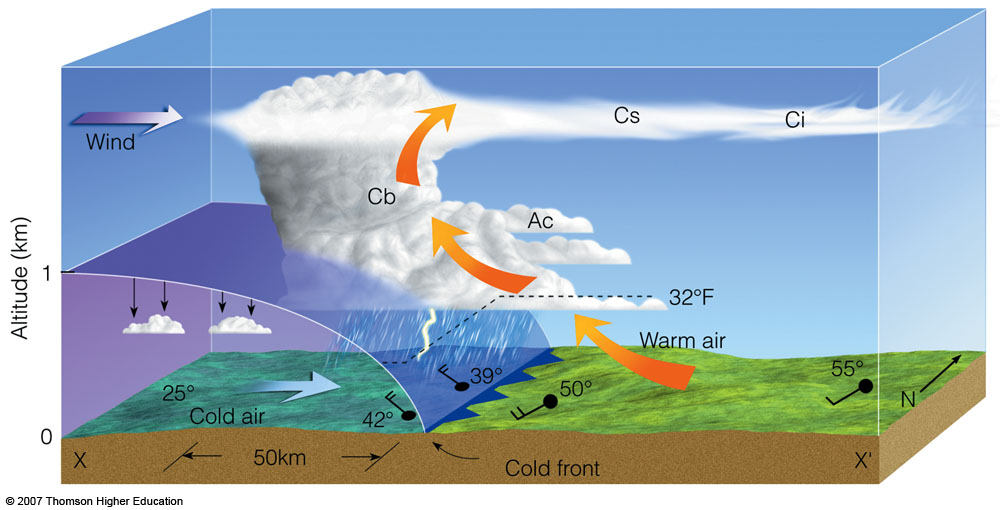 Wind
Cs
Ci
Cb
Ac
Altitude (km)
1
32°F
Warm air
25°
Cold air
39°
42°
50°
55°
N
0
X
50km
Cold front
X'
© 2007 Thomson Higher Education